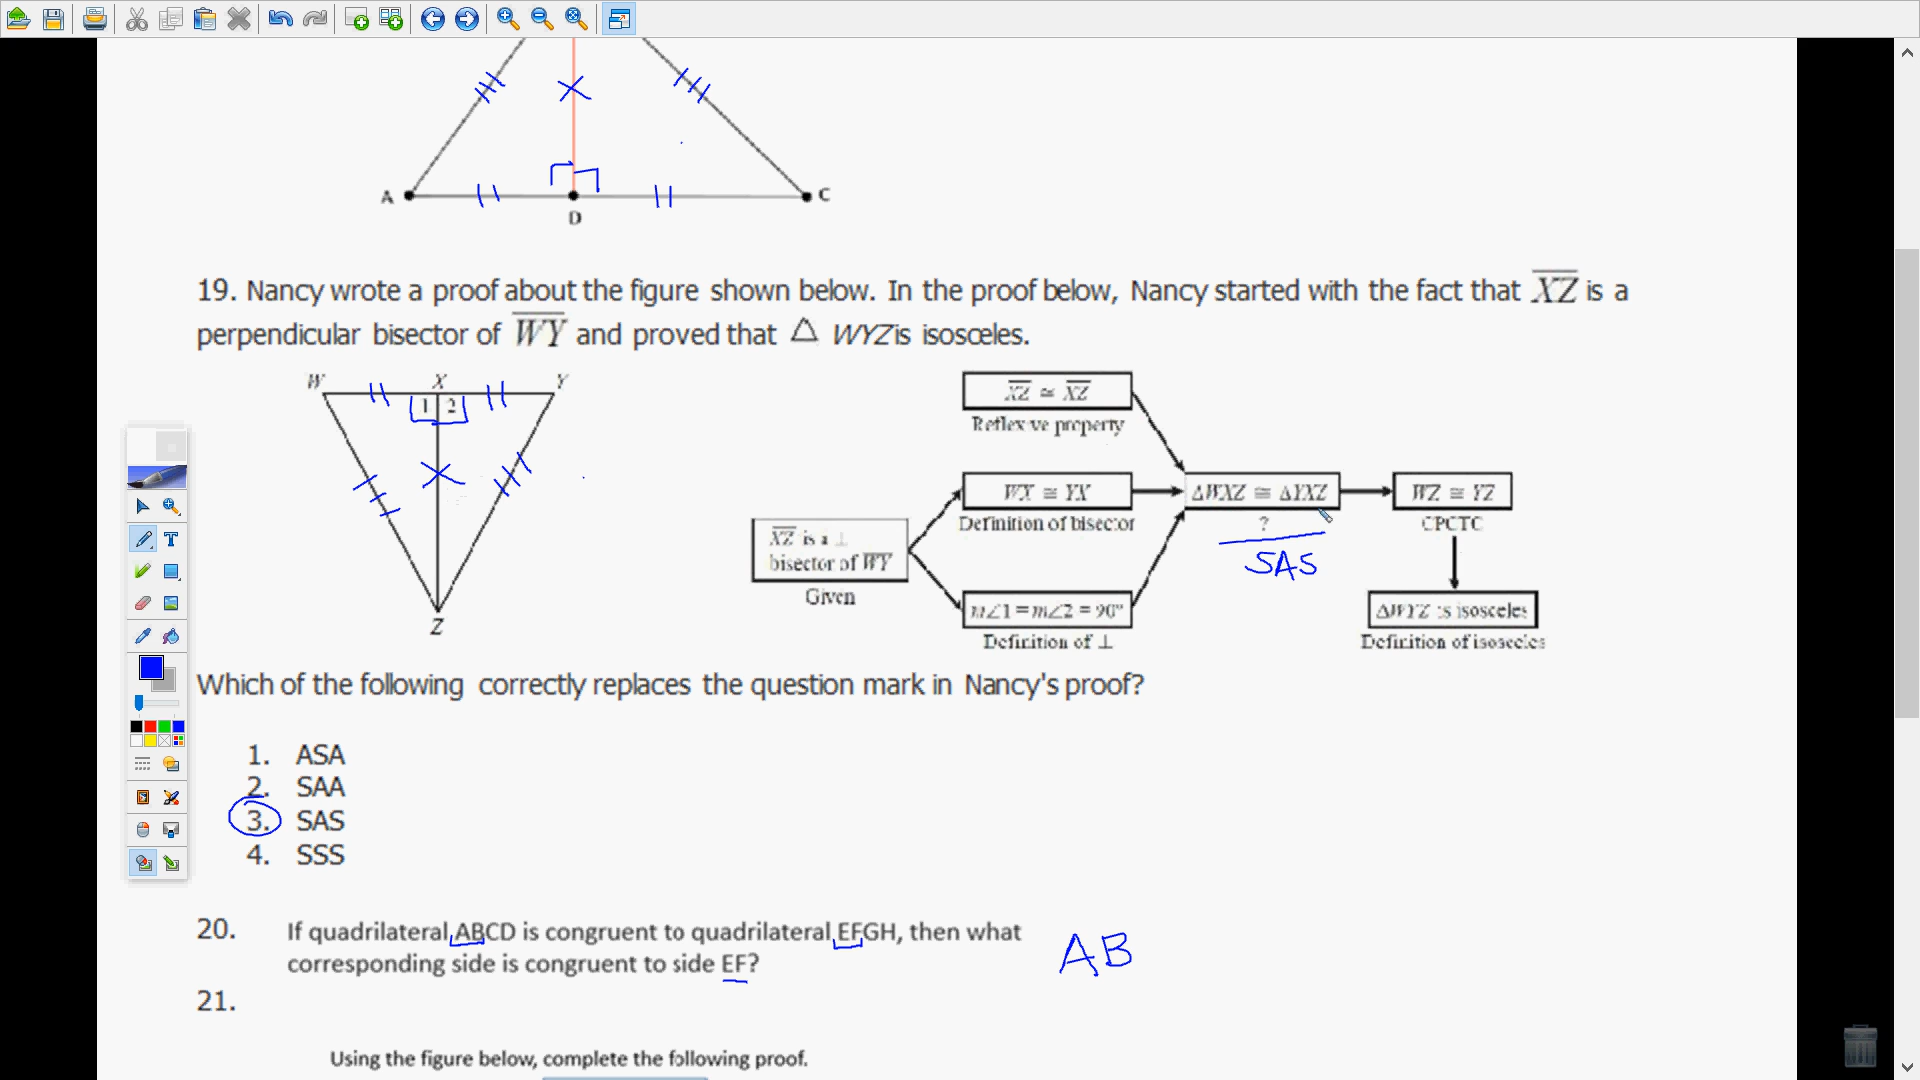 A
D
C
19. Nancy wrote a proof about the figure shown below. In the proof below, Nancy started with the fact that XZ is a
perpendicular bisector of WY and proved that △ WYZ is isosceles.
W X Y
1 2
Z
XZ ≅ XZ
Reflexive property
WX ≅ YX
Definition of bisector
XZ is a ⊥
bisector of WY
Given
m∠1 = m∠2 = 90°
Definition of ⊥
ΔWXZ ≅ ΔYXZ
?
SAS
WZ ≅ YZ
CPCTC
ΔWYZ is isosceles
Definition of isosceles
Which of the following correctly replaces the question mark in Nancy's proof?
1. ASA
2. SAA
3. SAS
4. SSS
20. If quadrilateral ABCD is congruent to quadrilateral EFGH, then what
corresponding side is congruent to side EF?
AB
21.
Using the figure below, complete the following proof.